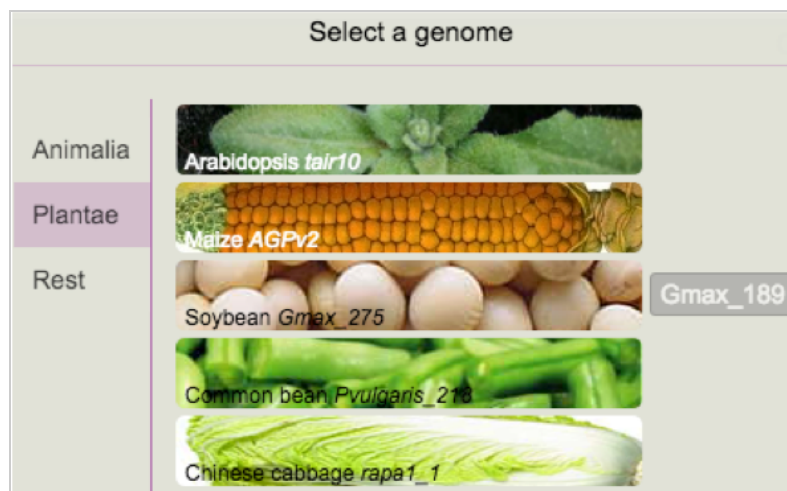 Select a genome
Animalia
Plantae
Rest
Arabidopsis tair10
Maize AGPv2
Soybean Gmax_275
Gmax_189
Common bean Pvulgaris_218
Chinese cabbage rapa1_1